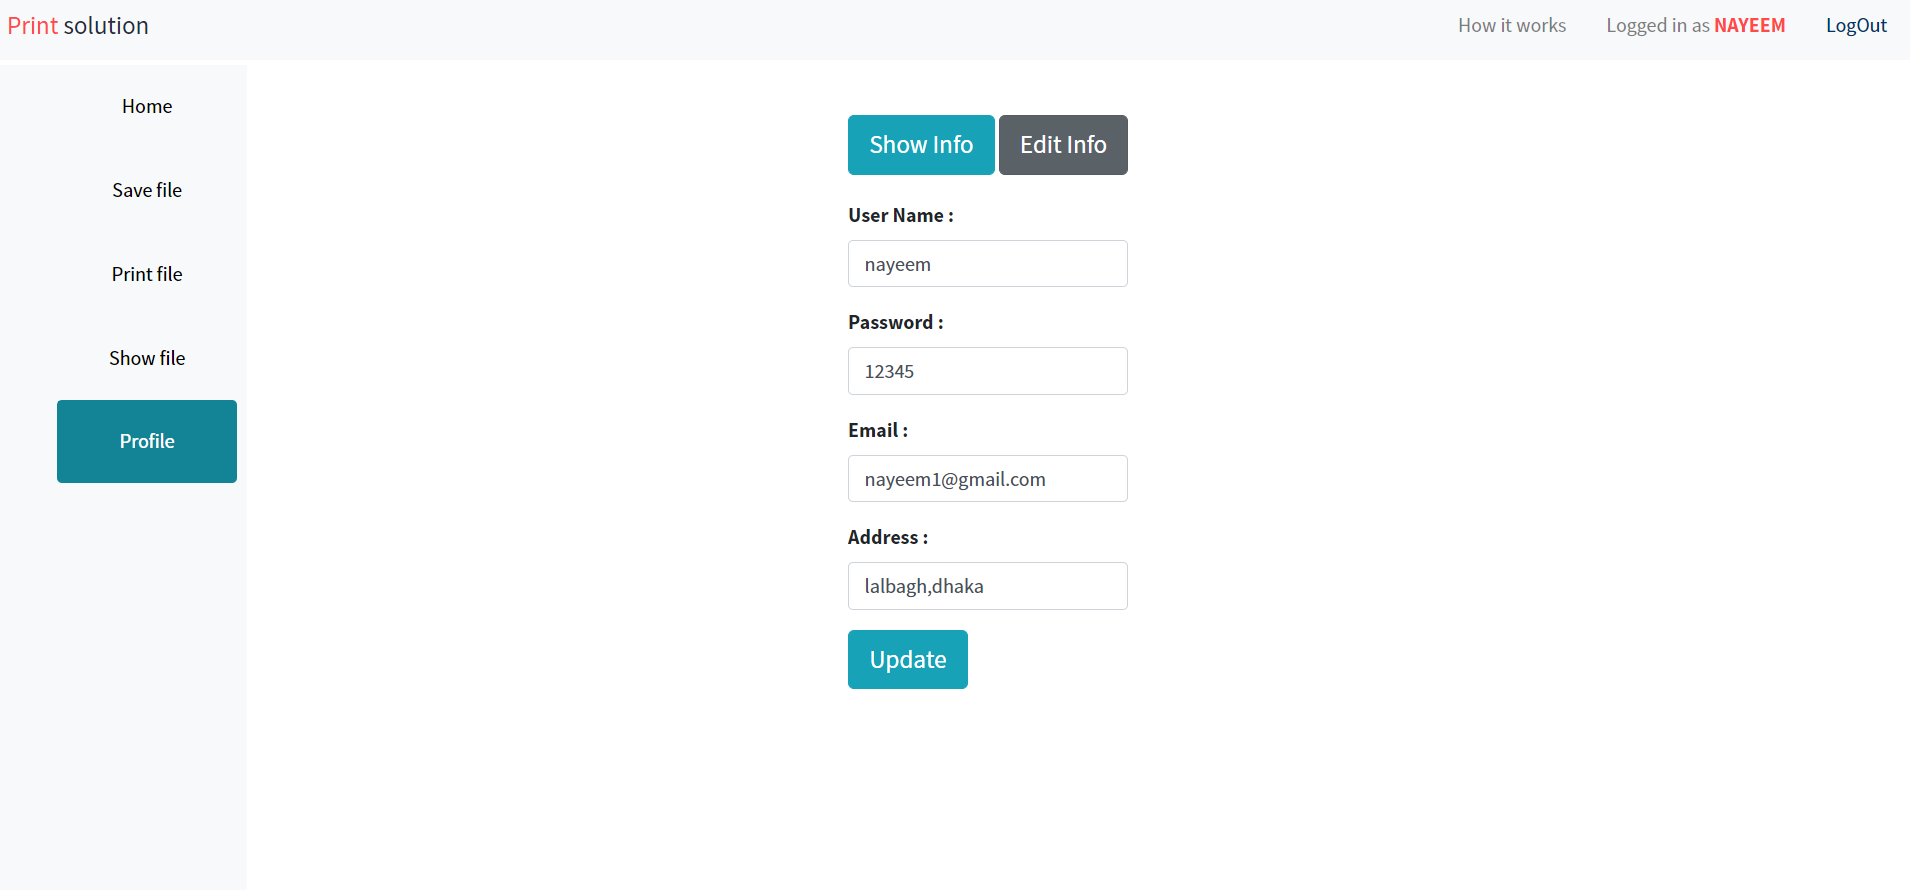 Print solution
How it works
Logged in as NAYEEM
LogOut
Home
Save file
Print file
Show file
Profile
Show Info
Edit Info
User Name :
nayeem
Password :
12345
Email :
nayeem1@gmail.com
Address :
lalbagh,dhaka
Update